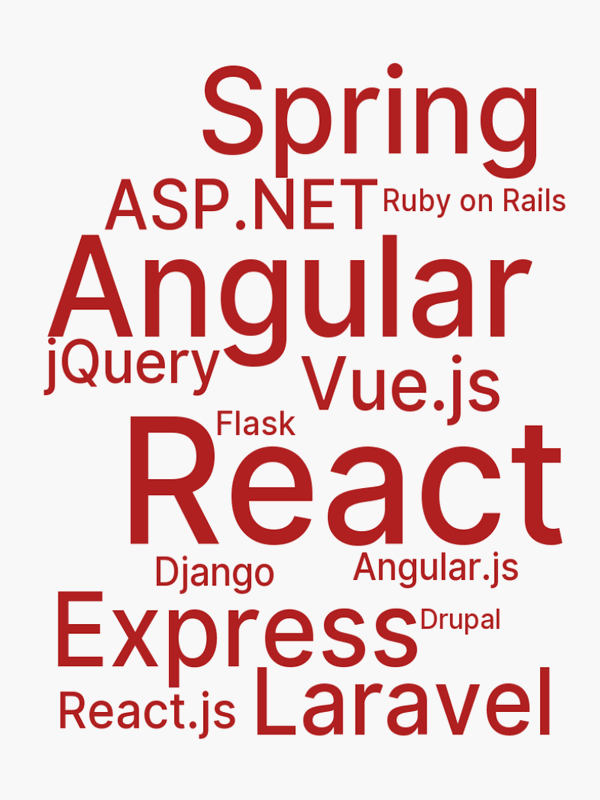 Spring
ASP.NET
Ruby on Rails
Angular
jQuery
Vue.js
Flask
React
Django
Angular.js
Express
Drupal
React.js
Laravel